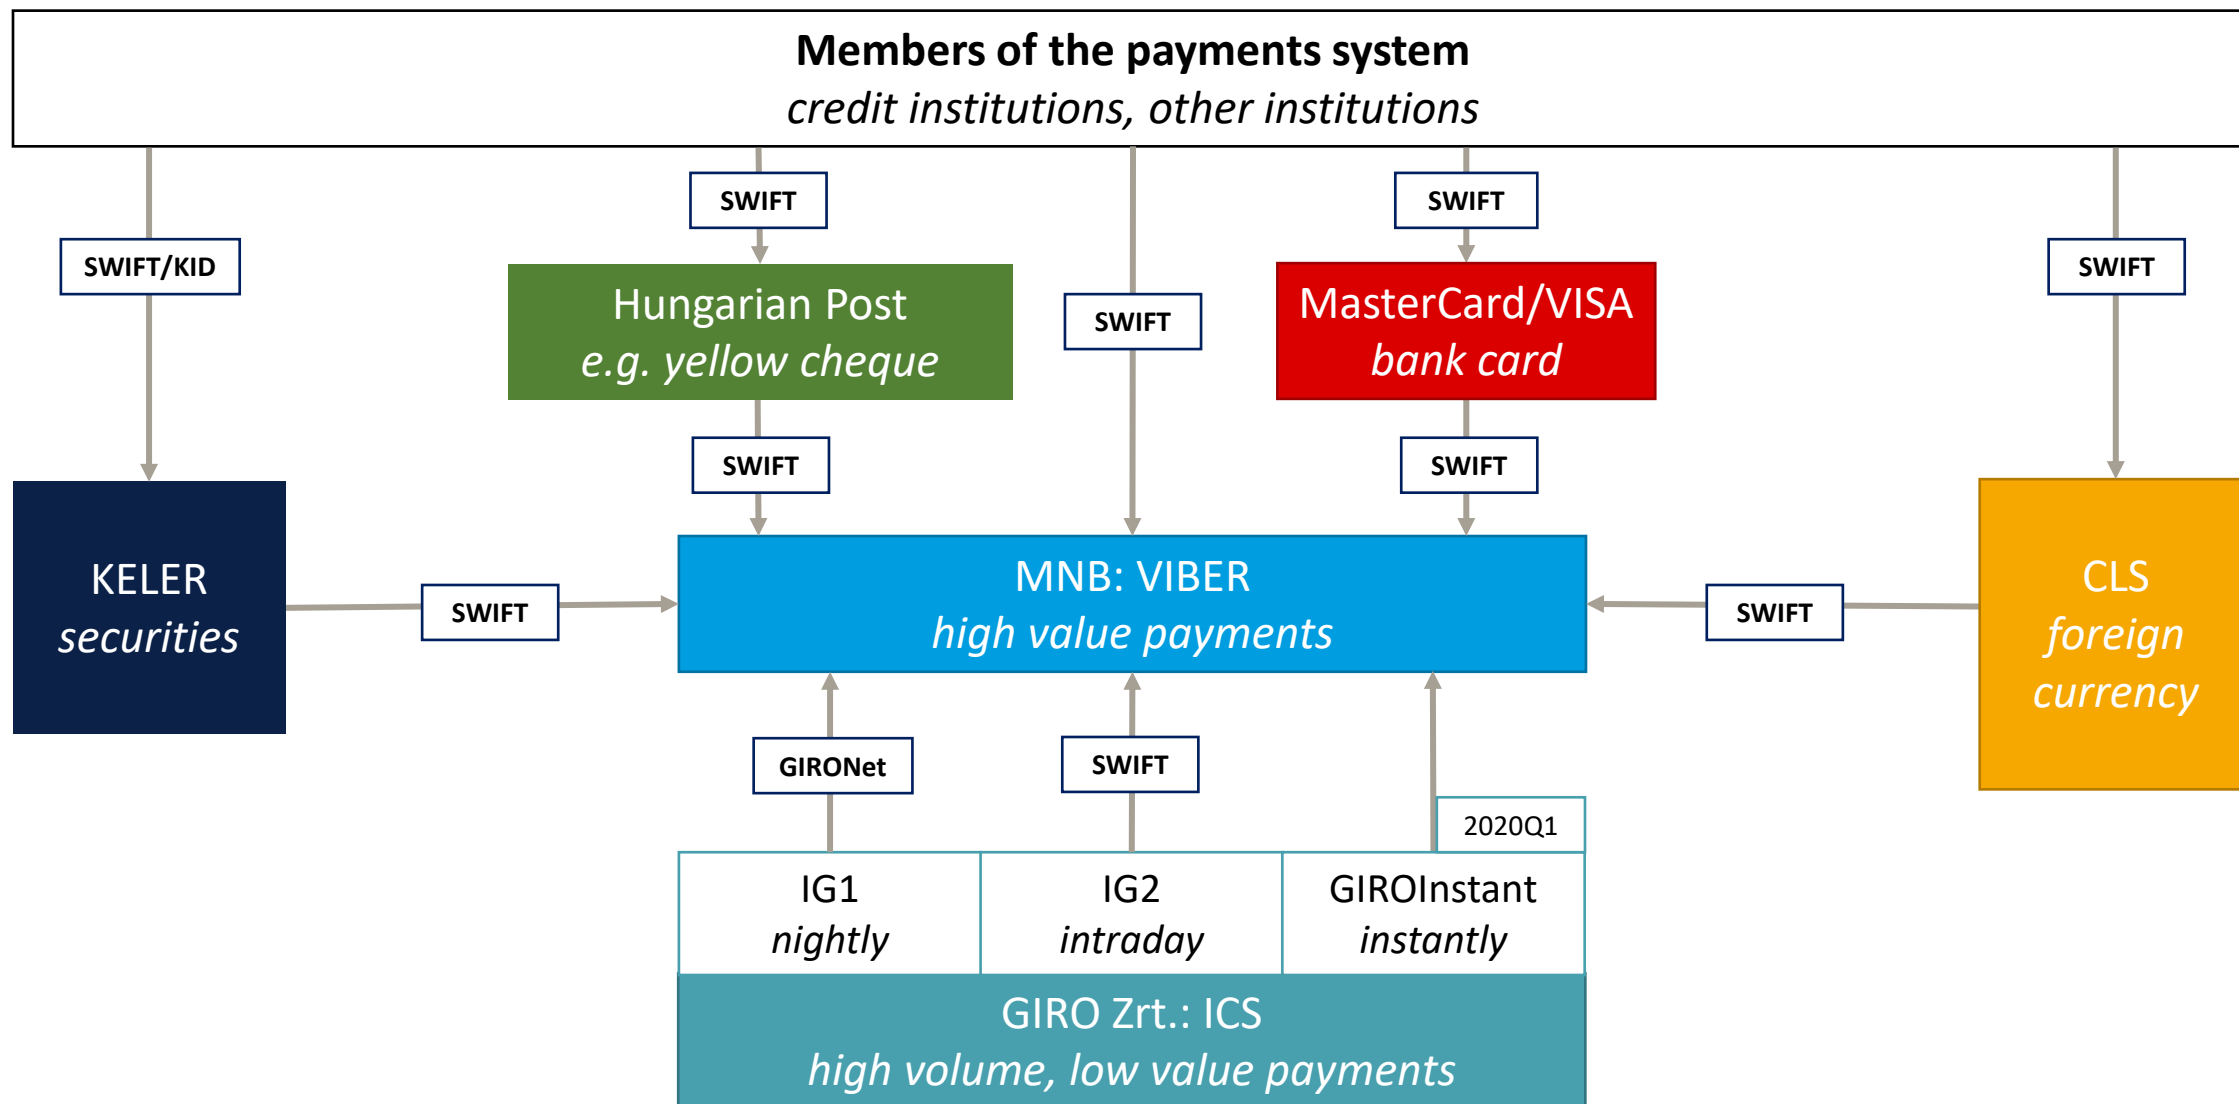 Members of the payments system
credit institutions, other institutions
SWIFT
SWIFT
SWIFT/KID
SWIFT
SWIFT
Hungarian Post
e.g. yellow cheque
MasterCard/VISA
bank card
SWIFT
SWIFT
KELER
securities
MNB: VIBER
high value payments
CLS
foreign
currency
SWIFT
SWIFT
GIRONet
SWIFT
2020Q1
IG1
nightly
IG2
intraday
GIROInstant
instantly
GIRO Zrt.: ICS
high volume, low value payments